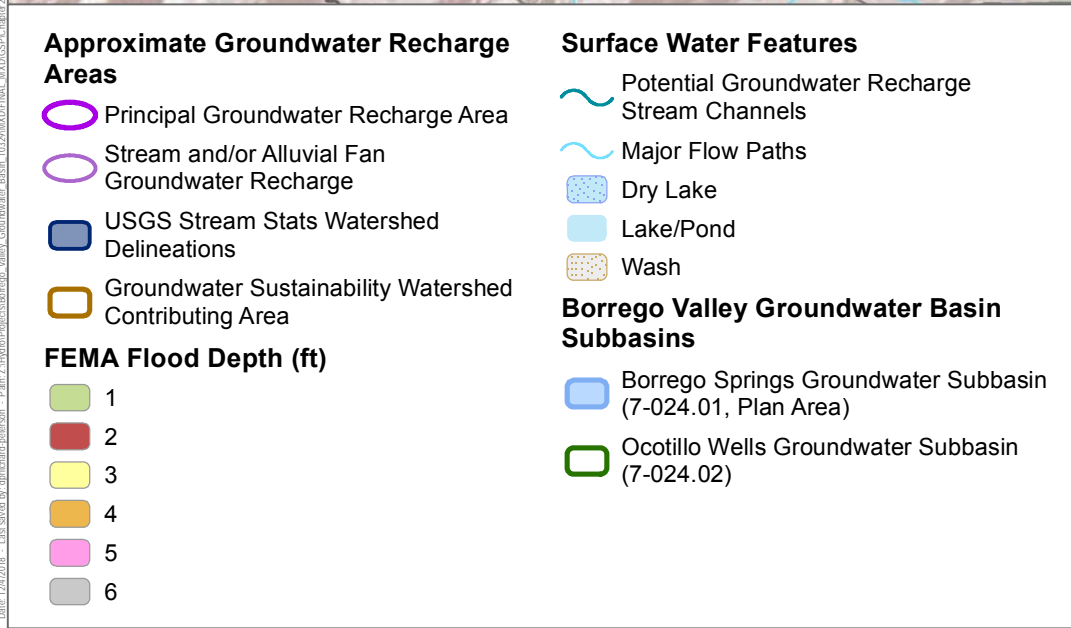 Approximate Groundwater Recharge
Areas
Principal Groundwater Recharge Area
Stream and/or Alluvial Fan
Groundwater Recharge
USGS Stream Stats Watershed
Delineations
Groundwater Sustainability Watershed
Contributing Area
FEMA Flood Depth (ft)
1
2
3
4
5
6
Surface Water Features
Potential Groundwater Recharge
Stream Channels
Major Flow Paths
Dry Lake
Lake/Pond
Wash
Borrego Valley Groundwater Basin
Subbasins
Borrego Springs Groundwater Subbasin
(7-024.01, Plan Area)
Ocotillo Wells Groundwater Subbasin
(7-024.02)